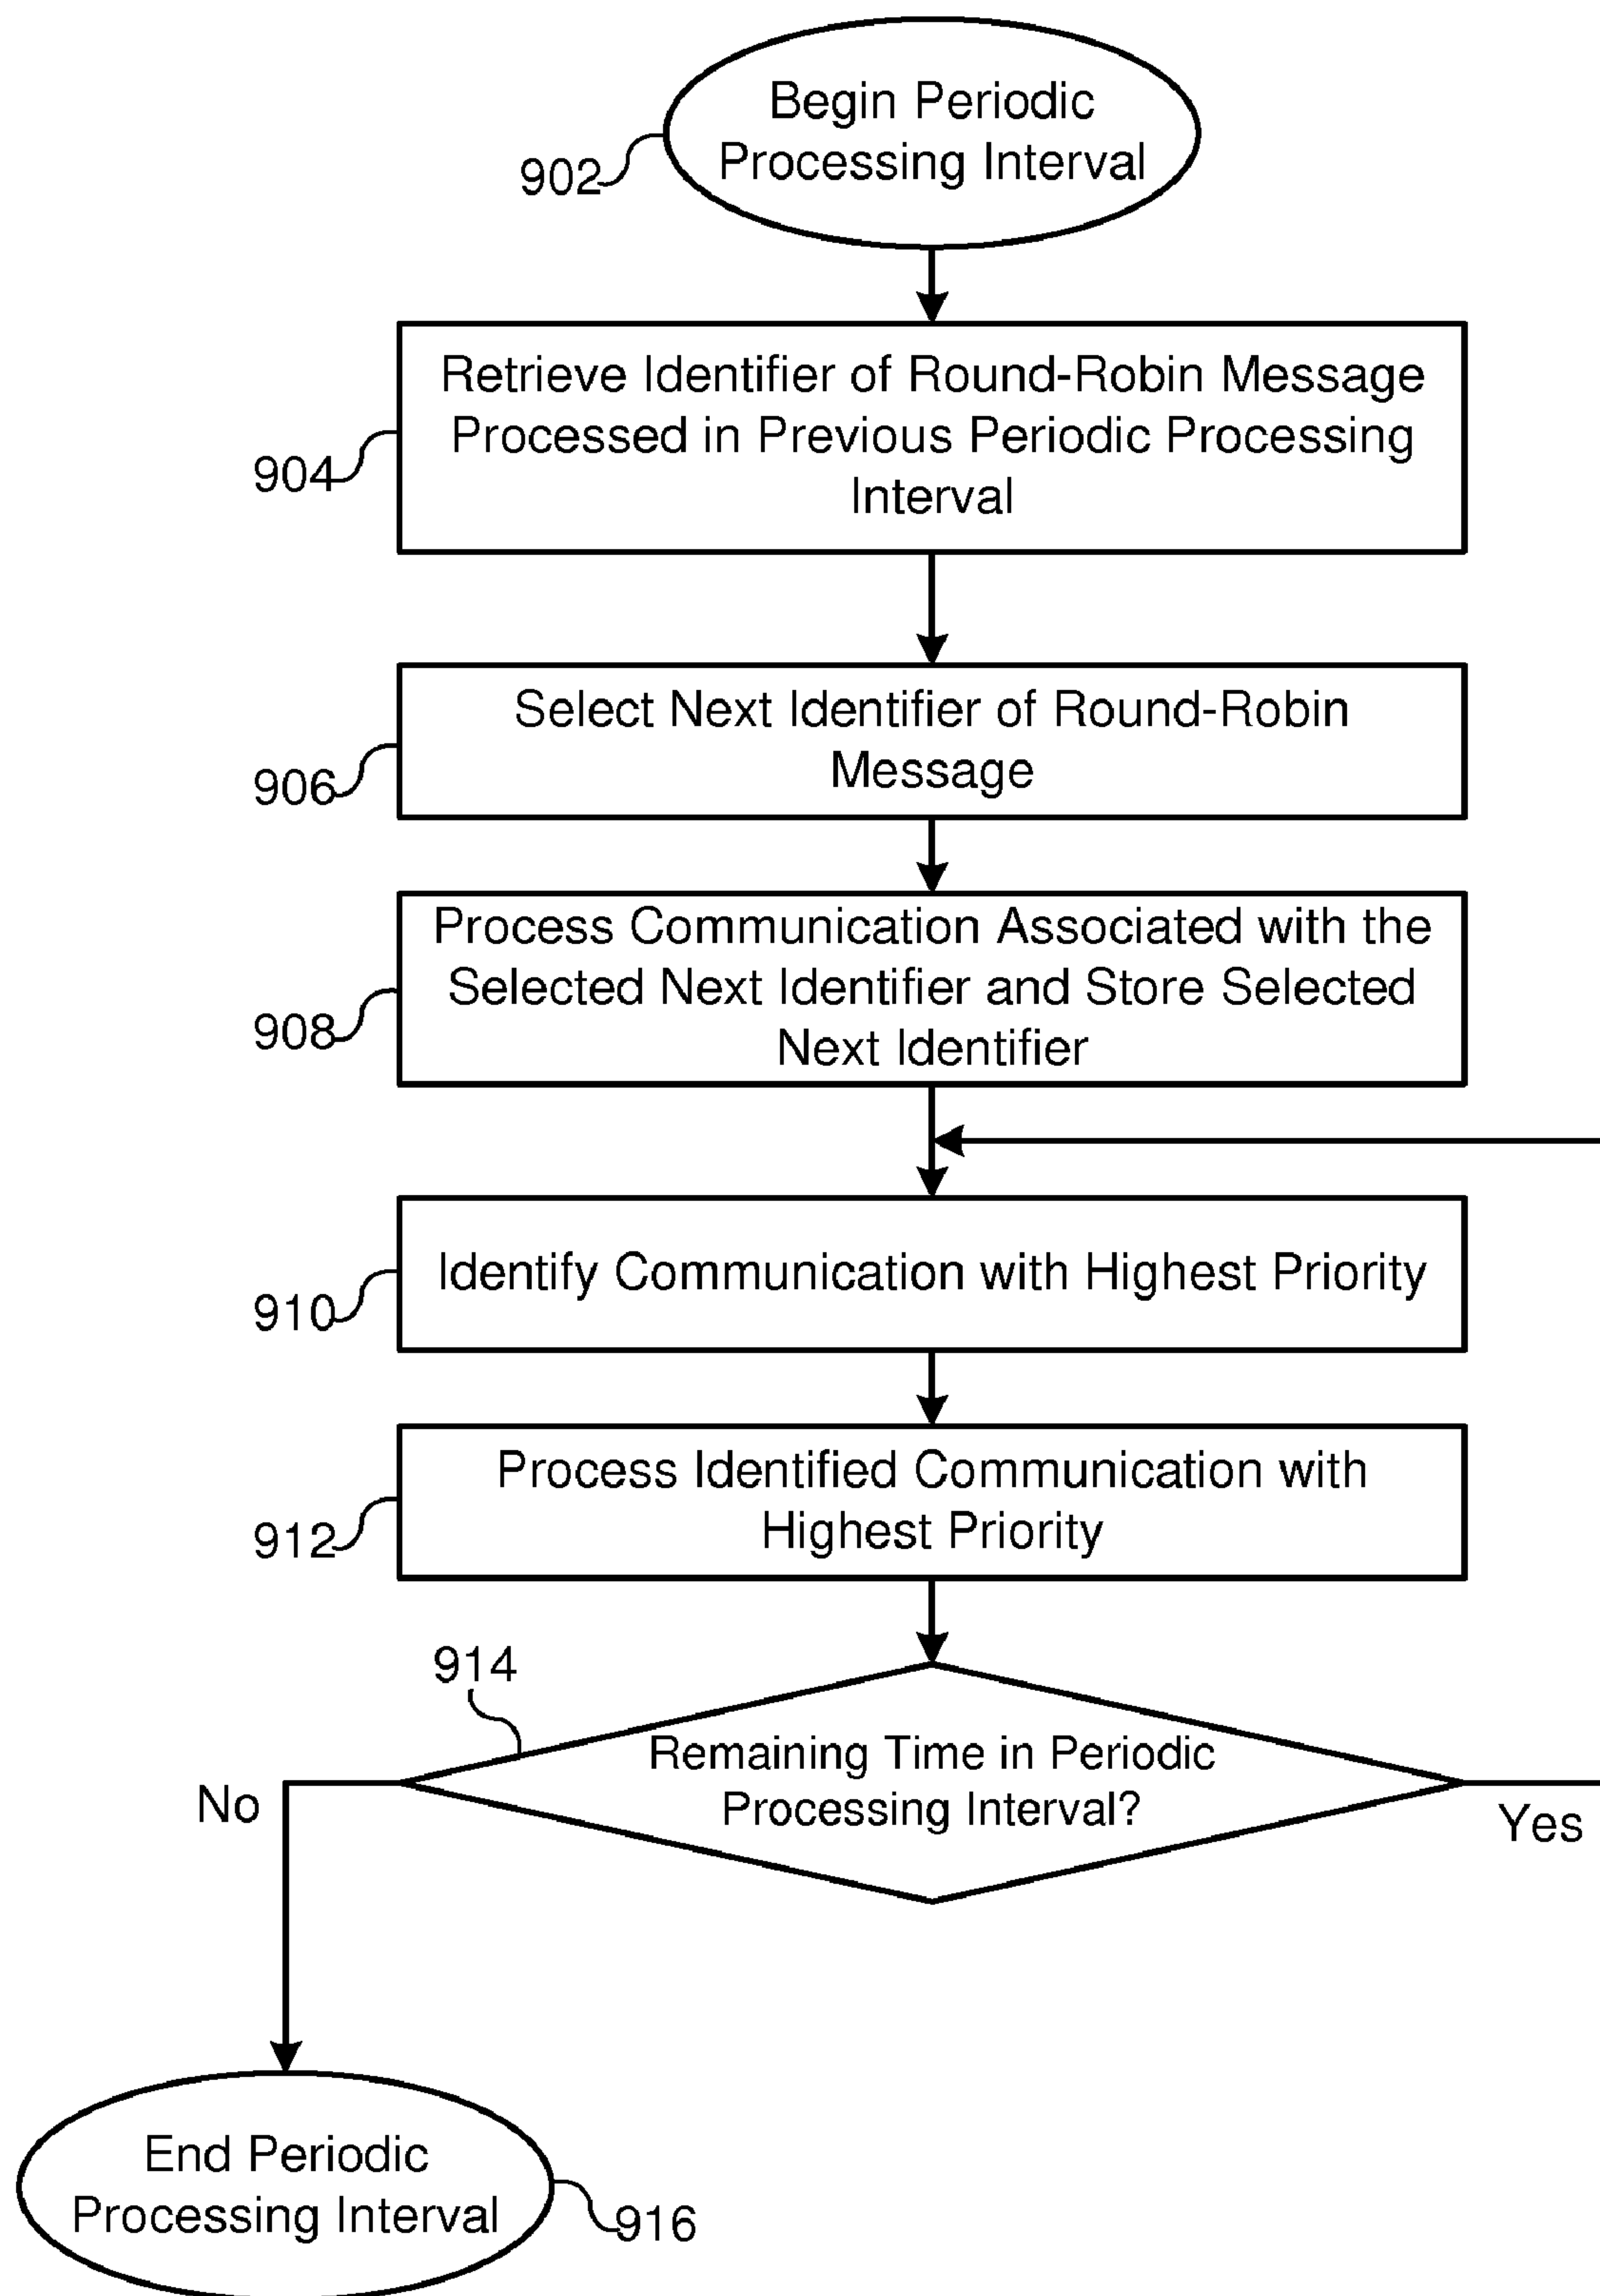 Begin Periodic
Processing Interval
902
Retrieve Identifier of Round-Robin Message
Processed in Previous Periodic Processing
Interval
904
Select Next Identifier of Round-Robin
Message
906
Process Communication Associated with the
Selected Next Identifier and Store Selected
Next Identifier
908
Identify Communication with Highest Priority
910
Process Identified Communication with
Highest Priority
912
914
Remaining Time in Periodic
Processing Interval?
No
Yes
End Periodic
Processing Interval
916